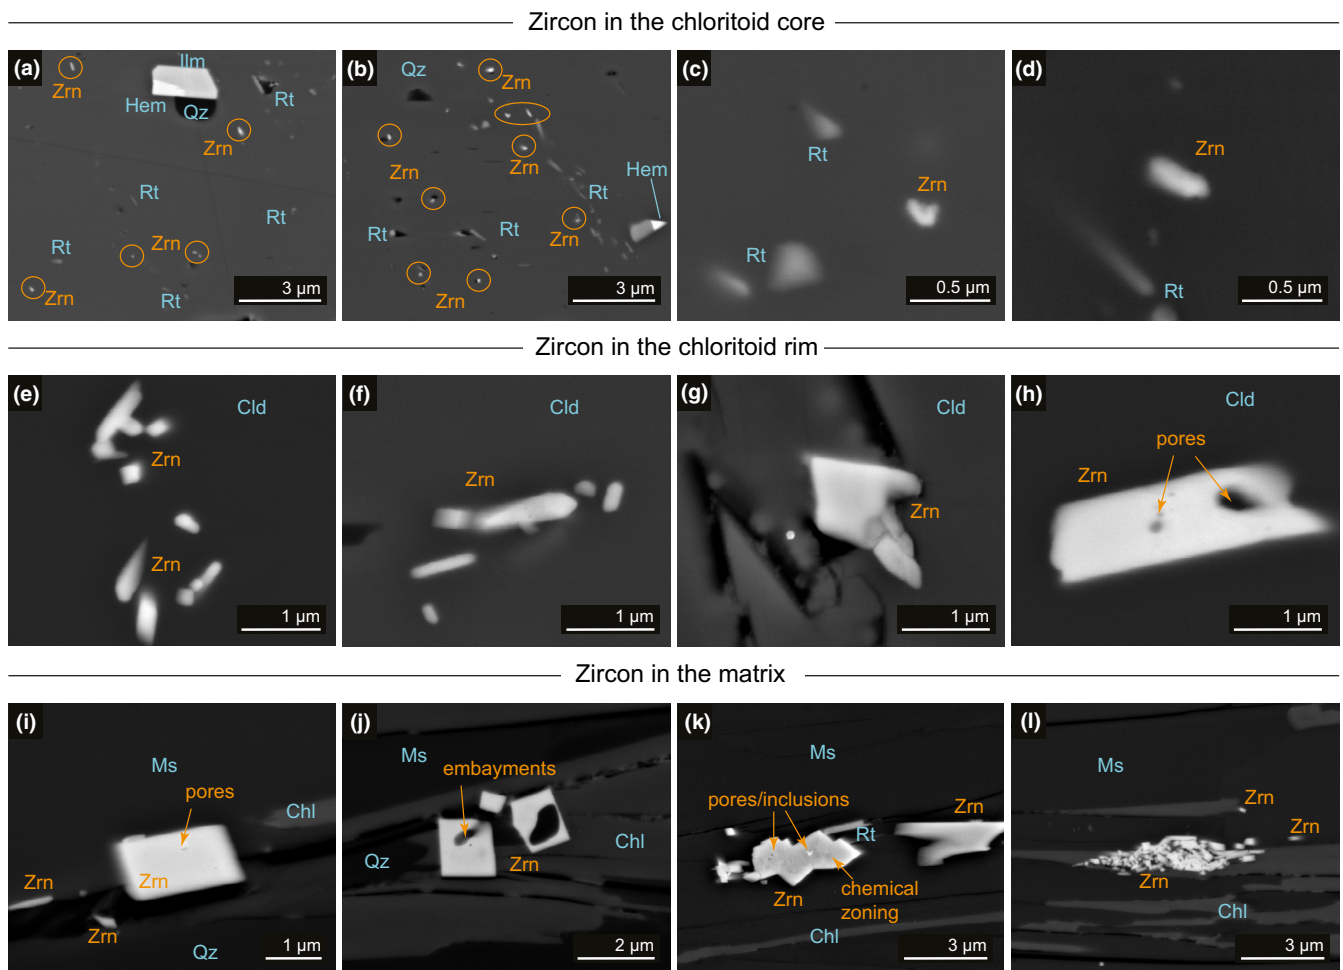 Zircon in the chloritoid core
(a)
Zrn
Ilm
Hem
Qz
Rt
Zrn
Rt
Rt
Rt
Zrn
Zrn
Rt
3 µm
(b)
Qz
Zrn
Zrn
Zrn
Hem
Rt
Rt
Rt
Zrn
Zrn
3 µm
(c)
Rt
Zrn
Rt
0.5 µm
(d)
Zrn
Rt
0.5 µm
Zircon in the chloritoid rim
(e)
Cld
Zrn
Zrn
1 µm
(f)
Cld
Zrn
1 µm
(g)
Cld
Zrn
1 µm
(h)
Cld
pores
Zrn
1 µm
Zircon in the matrix
(i)
Ms
pores
Chl
Zrn
Zrn
Zrn
Qz
1 µm
(j)
Ms
embayments
Chl
Qz
Zrn
2 µm
(k)
Ms
pores/inclusions
Zrn
Rt
Zrn
chemical
zoning
Chl
3 µm
(l)
Ms
Zrn
Zrn
Zrn
Chl
3 µm